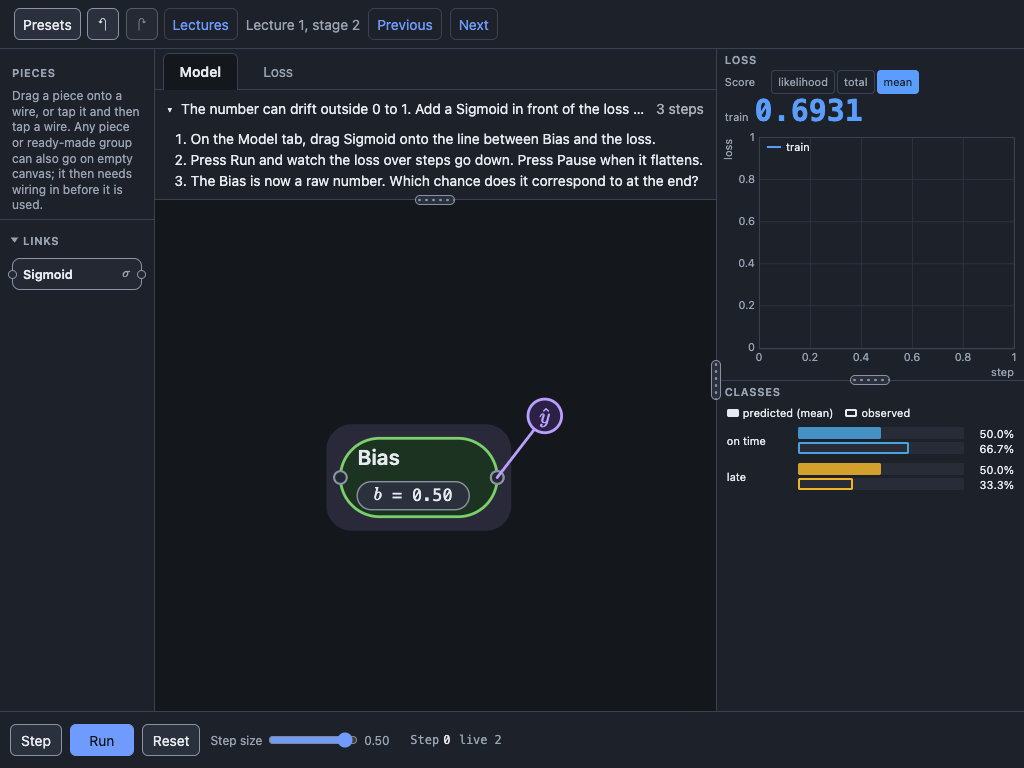 Presets
Lectures
Lecture 1, stage 2
Previous
Next
PIECES
Drag a piece onto a
wire, or tap it and then
tap a wire. Any piece
or ready-made group
can also go on empty
canvas; it then needs
wiring in before it is
used.
LINKS
Sigmoid σ
Model
Loss
The number can drift outside 0 to 1. Add a Sigmoid in front of the loss ... 3 steps
1. On the Model tab, drag Sigmoid onto the line between Bias and the loss.
2. Press Run and watch the loss over steps go down. Press Pause when it flattens.
3. The Bias is now a raw number. Which chance does it correspond to at the end?
ŷ
Bias
b = 0.50
LOSS
Score likelihood total mean
train 0.6931
loss
train
1
0.8
0.6
0.4
0.2
0
0 0.2 0.4 0.6 0.8 1
step
CLASSES
predicted (mean) observed
on time 50.0%
66.7%
late 50.0%
33.3%
Step
Run
Reset
Step size 0.50
Step 0 live 2